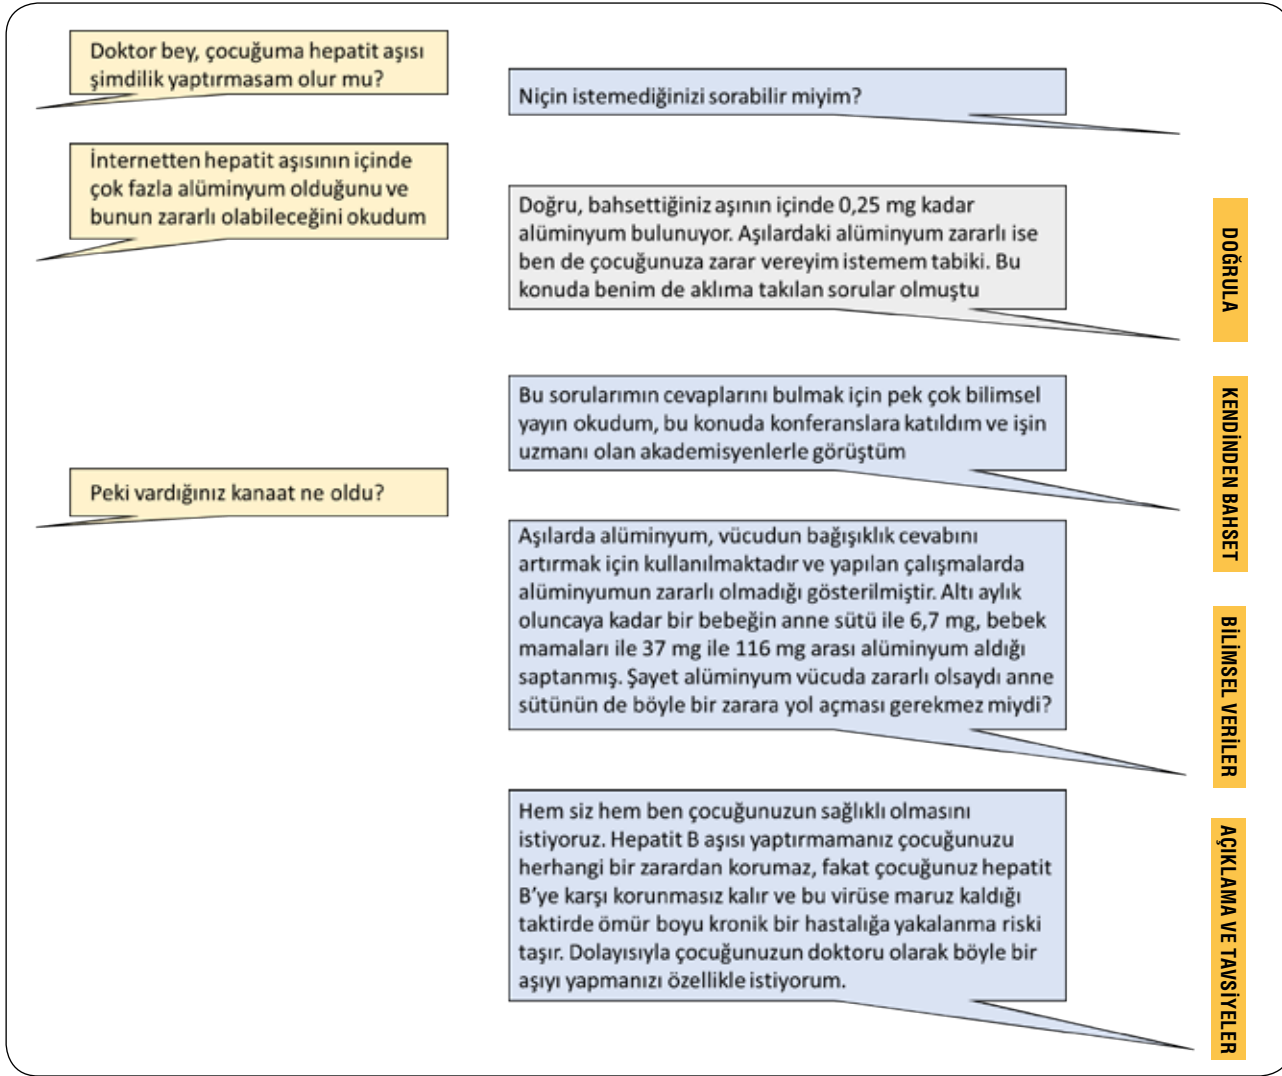 Doktor bey, çocuğuma hepatit aşısı
şimdilik yaptırmasam olur mu?
Niçin istemediğinizi sorabilir miyim?
İnternetten hepatit aşısının içinde
çok fazla alüminyum olduğunu ve
bunun zararlı olabileceğini okudum
Doğru, bahsettiğiniz aşının içinde 0,25 mg kadar
alüminyum bulunuyor. Aşılardaki alüminyum zararlı ise
ben de çocuğunuza zarar vereyim istemem tabiki. Bu
konuda benim de aklıma takılan sorular olmuştu
DOĞRULA
Bu sorularımın cevaplarını bulmak için pek çok bilimsel
yayın okudum, bu konuda konferanslara katıldım ve işin
uzmanı olan akademisyenlerle görüştüm
KENDİNDEN BAHSET
Peki vardığınız kanaat ne oldu?
Aşılarda alüminyum, vücudun bağışıklık cevabını
artırmak için kullanılmaktadır ve yapılan çalışmalarda
alüminyumun zararlı olmadığı gösterilmiştir. Altı aylık
oluncaya kadar bir bebeğin anne sütü ile 6,7 mg, bebek
mamaları ile 37 mg ile 116 mg arası alüminyum aldığı
saptanmış. Şayet alüminyum vücuda zararlı olsaydı anne
sütünün de böyle bir zarara yol açması gerekmez miydi?
BİLİMSEL VERİLER
Hem siz hem ben çocuğunuzun sağlıklı olmasını
istiyoruz. Hepatit B aşısı yaptırmamanız çocuğunuzu
herhangi bir zarardan korumaz, fakat çocuğunuz hepatit
B’ye karşı korunmasız kalır ve bu virüse maruz kaldığı
taktirde ömür boyu kronik bir hastalığa yakalanma riski
taşır. Dolayısıyla çocuğunuzun doktoru olarak böyle bir
aşıyı yapmanızı özellikle istiyorum.
AÇIKLAMA VE TAVSİYELER